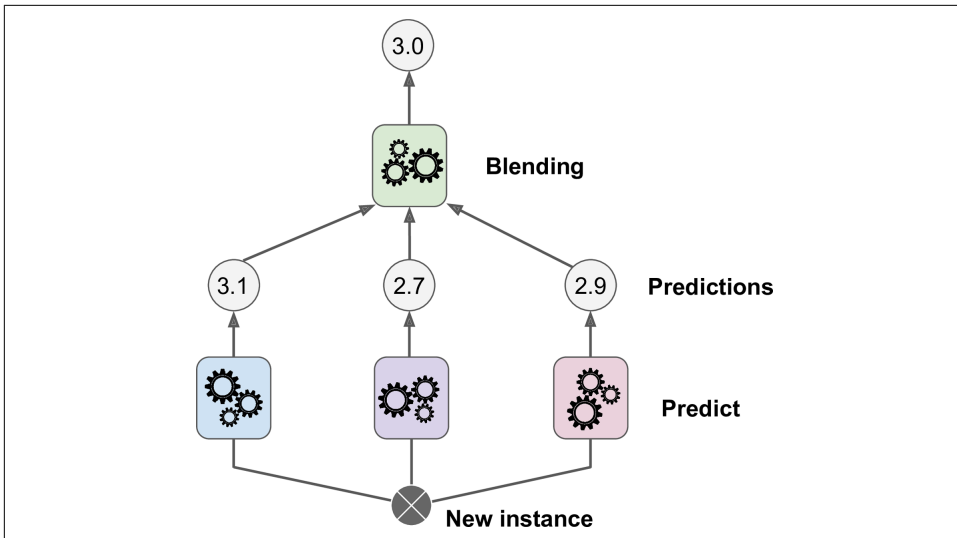 3.0
Blending
3.1
2.7
2.9
Predictions
Predict
New instance